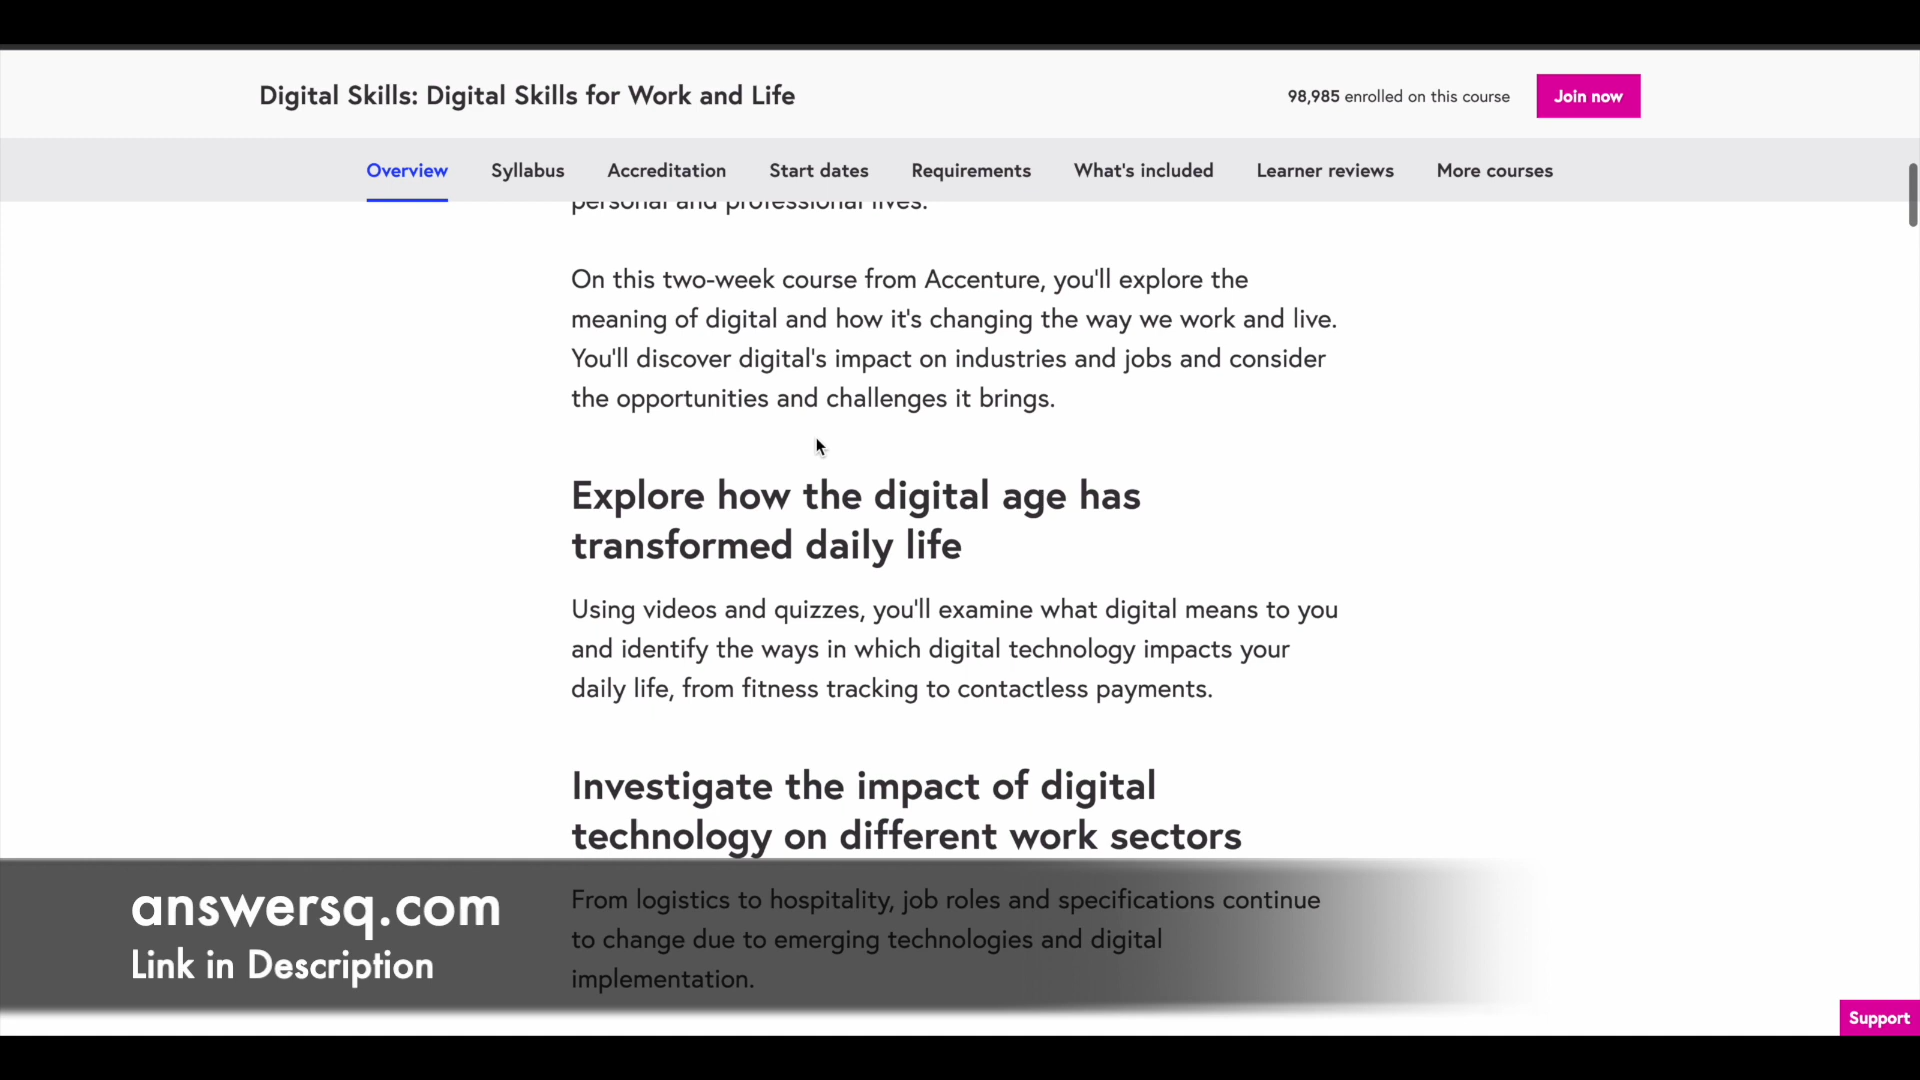 Digital Skills: Digital Skills for Work and Life
98,985 enrolled on this course
Join now
Overview
Syllabus
Accreditation
Start dates
Requirements
What's included
Learner reviews
More courses
personal and professional lives.
On this two-week course from Accenture, you'll explore the
meaning of digital and how it's changing the way we work and live.
You'll discover digital's impact on industries and jobs and consider
the opportunities and challenges it brings.
Explore how the digital age has
transformed daily life
Using videos and quizzes, you'll examine what digital means to you
and identify the ways in which digital technology impacts your
daily life, from fitness tracking to contactless payments.
Investigate the impact of digital
technology on different work sectors
From logistics to hospitality, job roles and specifications continue
to change due to emerging technologies and digital
implementation.
answersq.com
Link in Description
Support